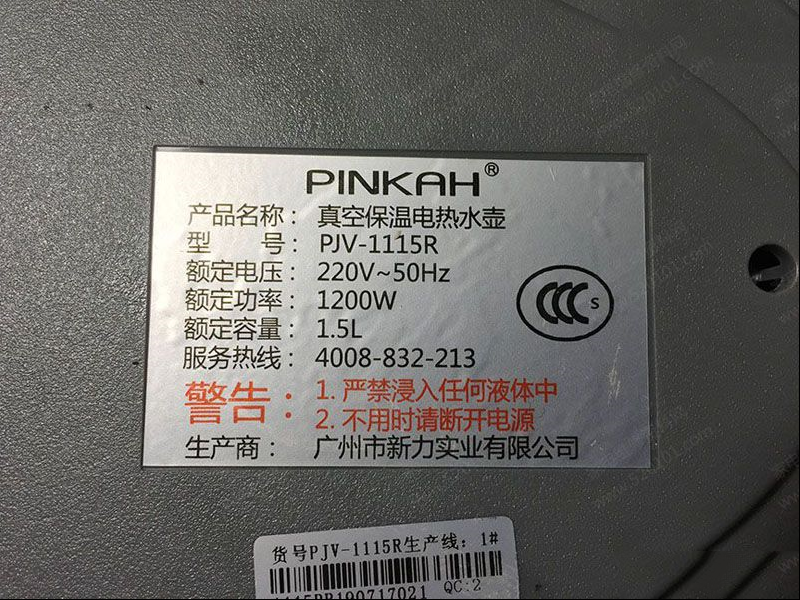 PINKAH®
产品名称： 真空保温电热水壶
型 号： PJV-1115R
额定电压： 220V~50Hz
额定功率： 1200W
额定容量： 1.5L
服务热线： 4008-832-213
CCC S
警告： 1. 严禁浸入任何液体中
2. 不用时请断开电源
生产商： 广州市新力实业有限公司
货号PJV-1115R生产线：1#
1115RB190717021 QC:2